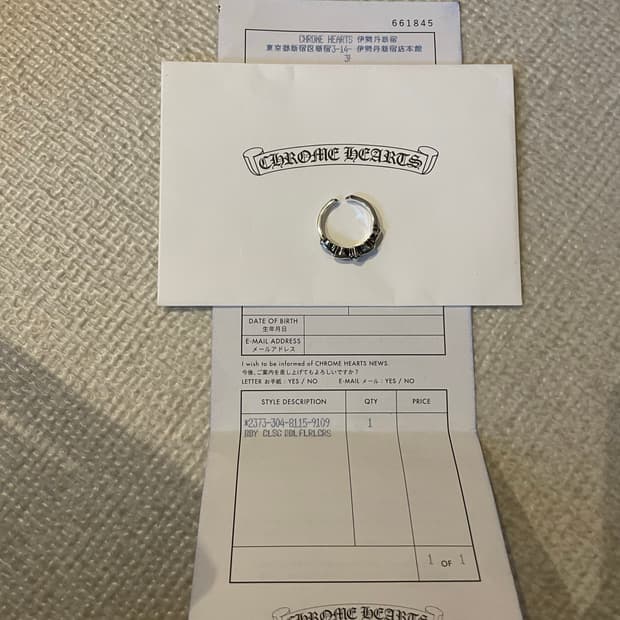 661845
CHROME HEARTS 伊勢丹新宿
東京都新宿区新宿3-14- 伊勢丹新宿店本館
3F
CHROME HEARTS
DATE OF BIRTH
生年月日
E-MAIL ADDRESS
メールアドレス
I wish to be informed of CHROME HEARTS NEWS.
今後、ご案内を差し上げてもよろしいですか?
LETTER お手紙 : YES / NO E-MAIL メール : YES / NO
STYLE DESCRIPTION QTY PRICE
*2373-304-8115-9109 1
BBY CLSC DBLFLRLCRS
1 OF 1
CHROME HEARTS